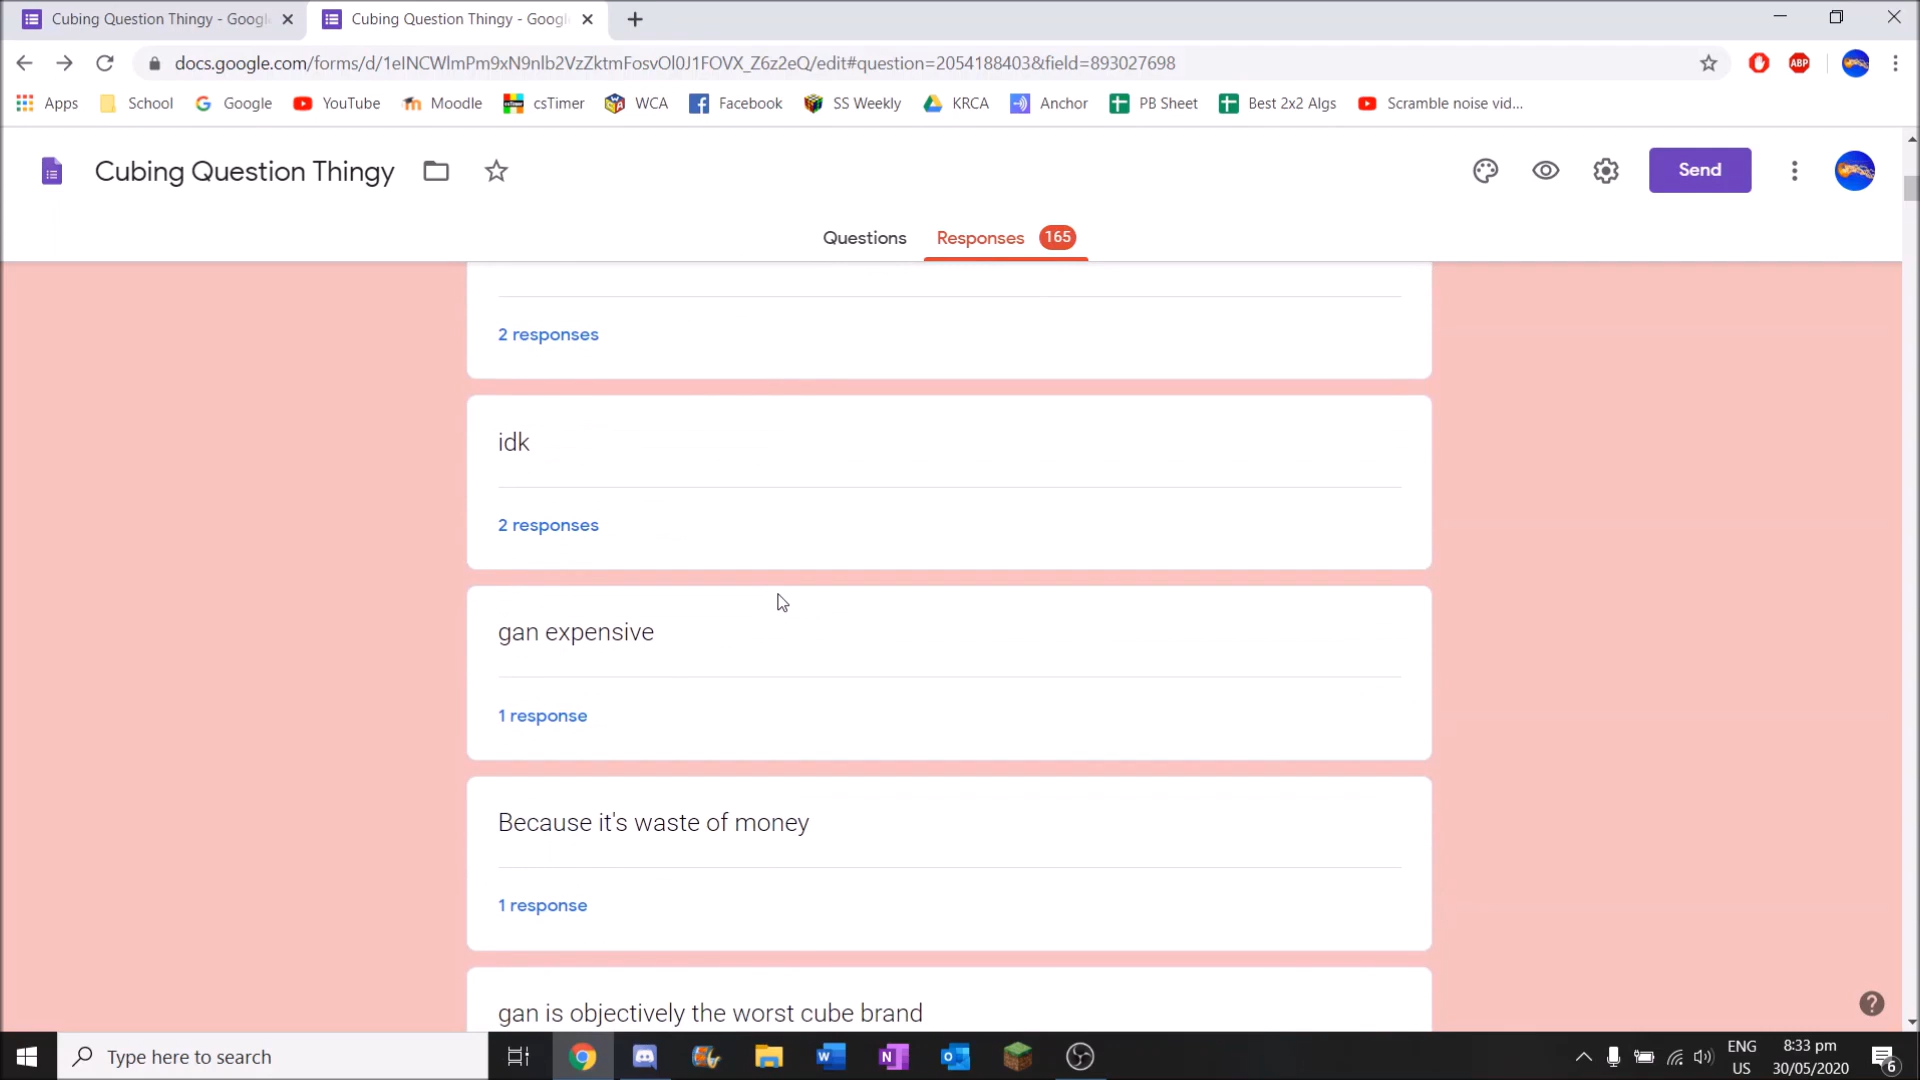 Cubing Question Thingy - Googl
Cubing Question Thingy - Googl
docs.google.com/forms/d/1eINCWlmPm9xN9nlb2VzZktmFosvOl0J1FOVX_Z6z2eQ/edit#question=2054188403&field=893027698
ABP
Apps School Google YouTube Moodle csTimer WCA Facebook SS Weekly KRCA Anchor PB Sheet Best 2x2 Algs Scramble noise vid...
Cubing Question Thingy
Send
Questions Responses 165
2 responses
idk
2 responses
gan expensive
1 response
Because it's waste of money
1 response
gan is objectively the worst cube brand
Type here to search
ENG
US
8:33 pm
30/05/2020
6